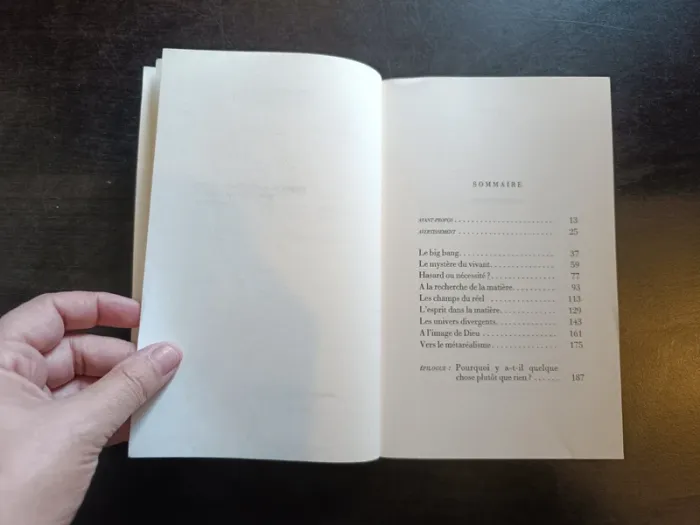 SOMMAIRE
AVANT-PROPOS . . . . . . . . . . . . . . . . . . . . . . 13
AVERTISSEMENT . . . . . . . . . . . . . . . . . . . . . . 25
Le big bang. . . . . . . . . . . . . . . . . . . . . . 37
Le mystère du vivant. . . . . . . . . . . . . . . 59
Hasard ou nécessité ?. . . . . . . . . . . . . . . 77
A la recherche de la matière. . . . . . . . . . 93
Les champs du réel . . . . . . . . . . . . . . . . 113
L'esprit dans la matière. . . . . . . . . . . . . 129
Les univers divergents. . . . . . . . . . . . . . 143
A l'image de Dieu . . . . . . . . . . . . . . . . . 161
Vers le métaréalisme . . . . . . . . . . . . . . . 175
ÉPILOGUE : Pourquoi y a-t-il quelque
chose plutôt que rien ? . . . . . . 187